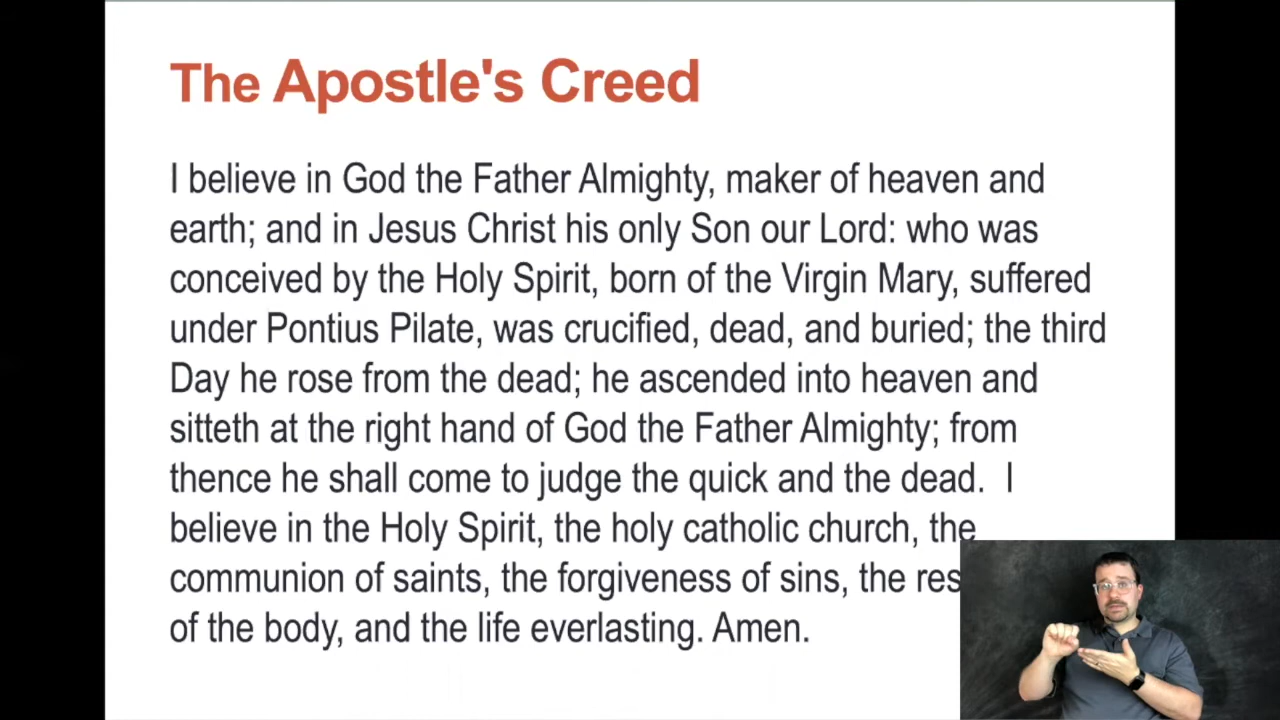 The Apostle's Creed
I believe in God the Father Almighty, maker of heaven and
earth; and in Jesus Christ his only Son our Lord: who was
conceived by the Holy Spirit, born of the Virgin Mary, suffered
under Pontius Pilate, was crucified, dead, and buried; the third
Day he rose from the dead; he ascended into heaven and
sitteth at the right hand of God the Father Almighty; from
thence he shall come to judge the quick and the dead.  I
believe in the Holy Spirit, the holy catholic church, the
communion of saints, the forgiveness of sins, the
of the body, and the life everlasting. Amen.